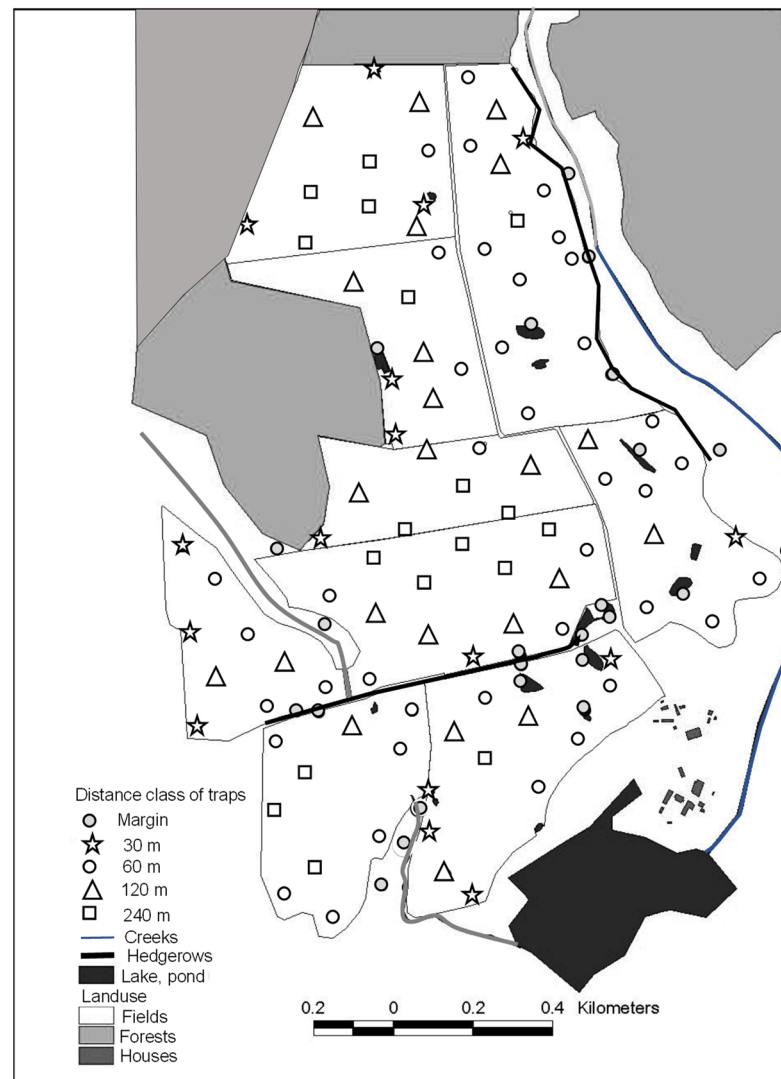 Distance class of traps
Margin
30 m
60 m
120 m
240 m
Creeks
Hedgerows
Lake, pond
Landuse
Fields
Forests
Houses
0.2 0 0.2 0.4 Kilometers